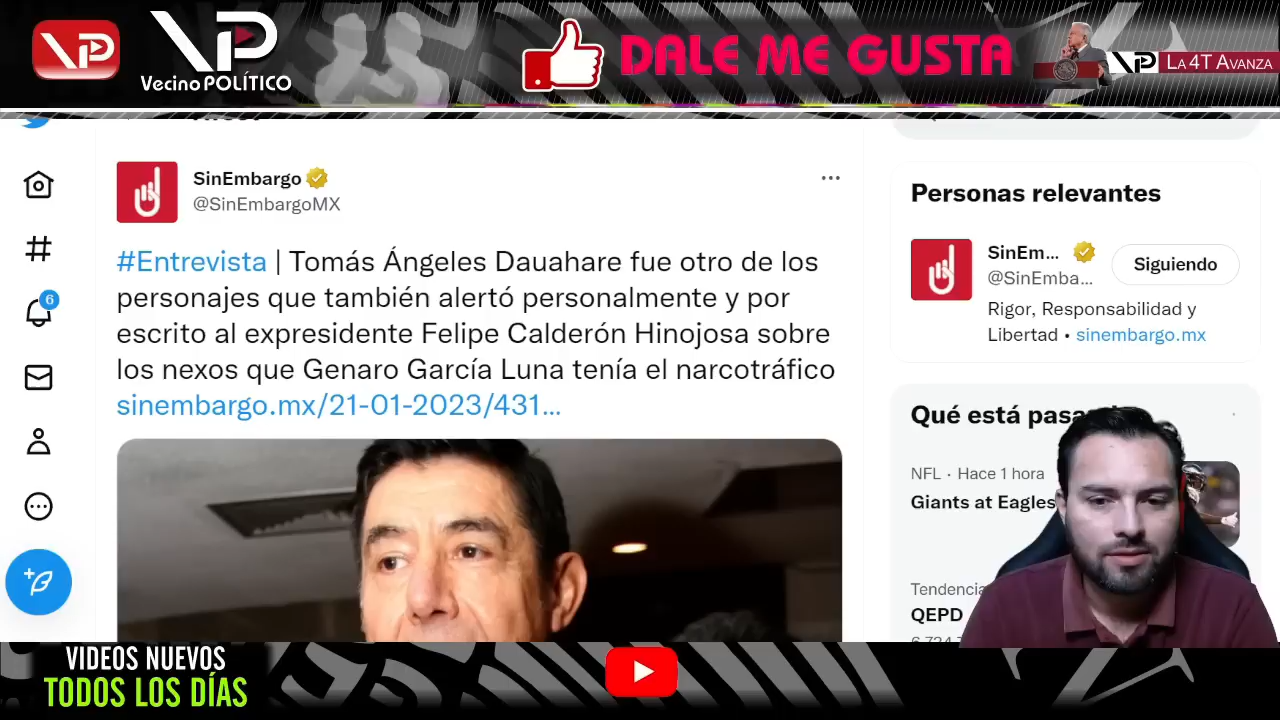 VP
VP
Vecino POLÍTICO
DALE ME GUSTA
VP
LA 4T AVANZA
SinEmbargo
@SinEmbargoMX
#Entrevista | Tomás Ángeles Dauahare fue otro de los
personajes que también alertó personalmente y por
escrito al expresidente Felipe Calderón Hinojosa sobre
los nexos que Genaro García Luna tenía el narcotráfico
sinembargo.mx/21-01-2023/431...
6
Personas relevantes
SinEm...
@SinEmba...
Siguiendo
Rigor, Responsabilidad y
Libertad • sinembargo.mx
Qué está
NFL · Hace 1 hora
Giants at Eagles
Tendencia
QEPD
VIDEOS NUEVOS
TODOS LOS DÍAS